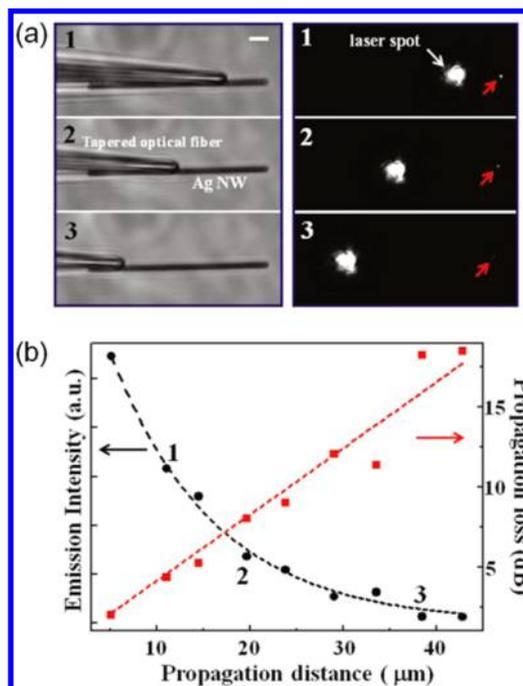 (a)
1
2
Tapered optical fiber
Ag NW
3
1
laser spot
2
3
(b)
Emission Intensity (a.u.)
1
2
3
Propagation loss (dB)
15
10
5
10 20 30 40
Propagation distance ( μm)